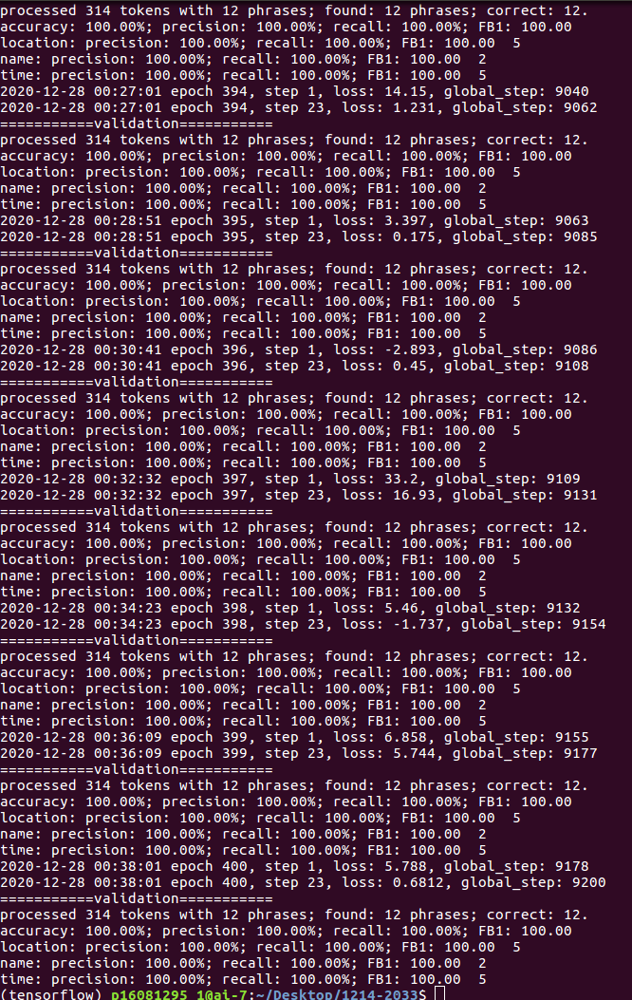 processed 314 tokens with 12 phrases; found: 12 phrases; correct: 12.
accuracy: 100.00%; precision: 100.00%; recall: 100.00%; FB1: 100.00
location: precision: 100.00%; recall: 100.00%; FB1: 100.00  5
name: precision: 100.00%; recall: 100.00%; FB1: 100.00  2
time: precision: 100.00%; recall: 100.00%; FB1: 100.00  5
2020-12-28 00:27:01 epoch 394, step 1, loss: 14.15, global_step: 9040
2020-12-28 00:27:01 epoch 394, step 23, loss: 1.231, global_step: 9062
===========validation===========
processed 314 tokens with 12 phrases; found: 12 phrases; correct: 12.
accuracy: 100.00%; precision: 100.00%; recall: 100.00%; FB1: 100.00
location: precision: 100.00%; recall: 100.00%; FB1: 100.00  5
name: precision: 100.00%; recall: 100.00%; FB1: 100.00  2
time: precision: 100.00%; recall: 100.00%; FB1: 100.00  5
2020-12-28 00:28:51 epoch 395, step 1, loss: 3.397, global_step: 9063
2020-12-28 00:28:51 epoch 395, step 23, loss: 0.175, global_step: 9085
===========validation===========
processed 314 tokens with 12 phrases; found: 12 phrases; correct: 12.
accuracy: 100.00%; precision: 100.00%; recall: 100.00%; FB1: 100.00
location: precision: 100.00%; recall: 100.00%; FB1: 100.00  5
name: precision: 100.00%; recall: 100.00%; FB1: 100.00  2
time: precision: 100.00%; recall: 100.00%; FB1: 100.00  5
2020-12-28 00:30:41 epoch 396, step 1, loss: -2.893, global_step: 9086
2020-12-28 00:30:41 epoch 396, step 23, loss: 0.45, global_step: 9108
===========validation===========
processed 314 tokens with 12 phrases; found: 12 phrases; correct: 12.
accuracy: 100.00%; precision: 100.00%; recall: 100.00%; FB1: 100.00
location: precision: 100.00%; recall: 100.00%; FB1: 100.00  5
name: precision: 100.00%; recall: 100.00%; FB1: 100.00  2
time: precision: 100.00%; recall: 100.00%; FB1: 100.00  5
2020-12-28 00:32:32 epoch 397, step 1, loss: 33.2, global_step: 9109
2020-12-28 00:32:32 epoch 397, step 23, loss: 16.93, global_step: 9131
===========validation===========
processed 314 tokens with 12 phrases; found: 12 phrases; correct: 12.
accuracy: 100.00%; precision: 100.00%; recall: 100.00%; FB1: 100.00
location: precision: 100.00%; recall: 100.00%; FB1: 100.00  5
name: precision: 100.00%; recall: 100.00%; FB1: 100.00  2
time: precision: 100.00%; recall: 100.00%; FB1: 100.00  5
2020-12-28 00:34:23 epoch 398, step 1, loss: 5.46, global_step: 9132
2020-12-28 00:34:23 epoch 398, step 23, loss: -1.737, global_step: 9154
===========validation===========
processed 314 tokens with 12 phrases; found: 12 phrases; correct: 12.
accuracy: 100.00%; precision: 100.00%; recall: 100.00%; FB1: 100.00
location: precision: 100.00%; recall: 100.00%; FB1: 100.00  5
name: precision: 100.00%; recall: 100.00%; FB1: 100.00  2
time: precision: 100.00%; recall: 100.00%; FB1: 100.00  5
2020-12-28 00:36:09 epoch 399, step 1, loss: 6.858, global_step: 9155
2020-12-28 00:36:09 epoch 399, step 23, loss: 5.744, global_step: 9177
===========validation===========
processed 314 tokens with 12 phrases; found: 12 phrases; correct: 12.
accuracy: 100.00%; precision: 100.00%; recall: 100.00%; FB1: 100.00
location: precision: 100.00%; recall: 100.00%; FB1: 100.00  5
name: precision: 100.00%; recall: 100.00%; FB1: 100.00  2
time: precision: 100.00%; recall: 100.00%; FB1: 100.00  5
2020-12-28 00:38:01 epoch 400, step 1, loss: 5.788, global_step: 9178
2020-12-28 00:38:01 epoch 400, step 23, loss: 0.6812, global_step: 9200
===========validation===========
processed 314 tokens with 12 phrases; found: 12 phrases; correct: 12.
accuracy: 100.00%; precision: 100.00%; recall: 100.00%; FB1: 100.00
location: precision: 100.00%; recall: 100.00%; FB1: 100.00  5
name: precision: 100.00%; recall: 100.00%; FB1: 100.00  2
time: precision: 100.00%; recall: 100.00%; FB1: 100.00  5
(tensorflow) p16081295_1@ai-7:~/Desktop/1214-2033$